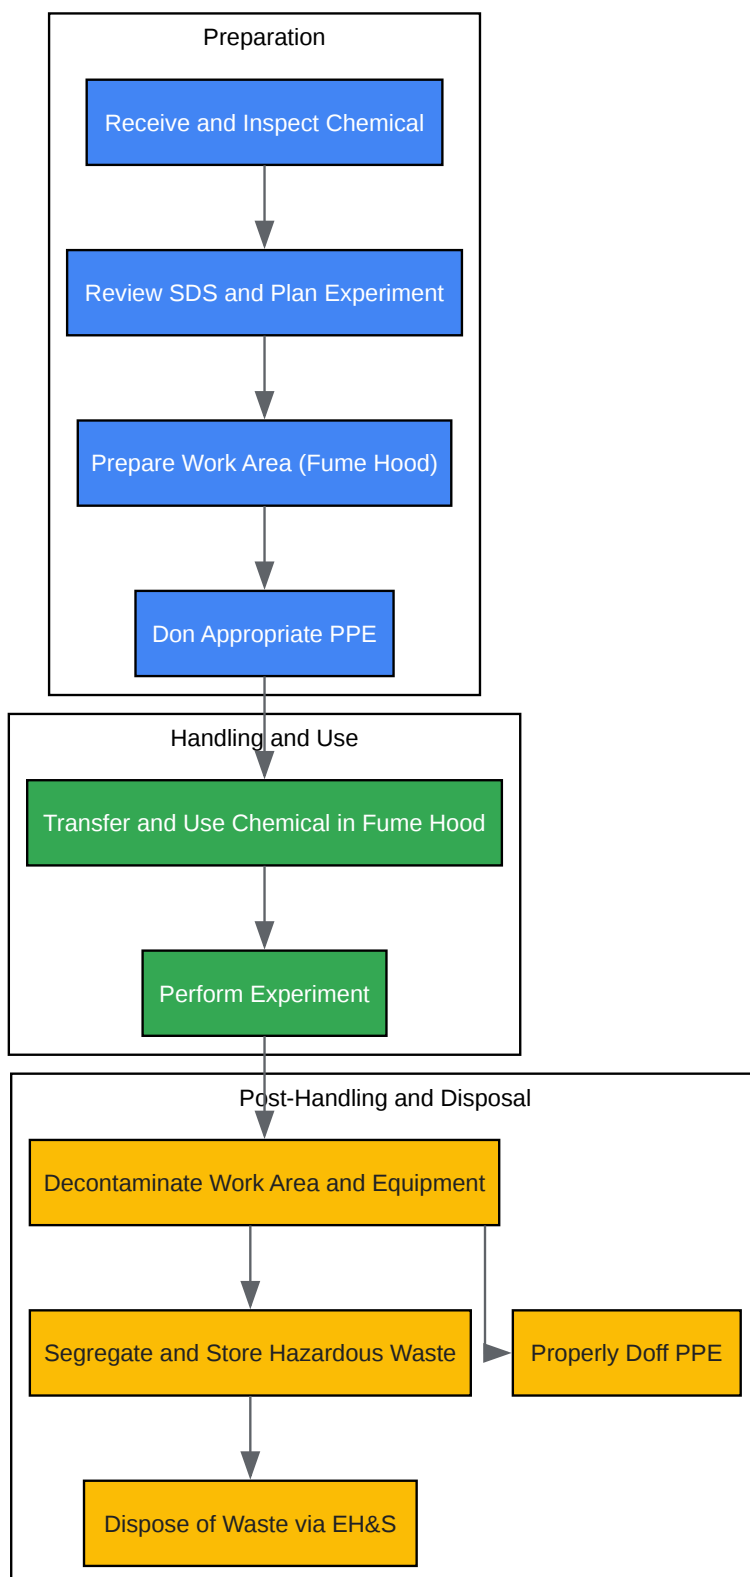 Preparation
Receive and Inspect Chemical
Review SDS and Plan Experiment
Prepare Work Area (Fume Hood)
Don Appropriate PPE
Handling and Use
Transfer and Use Chemical in Fume Hood
Perform Experiment
Post-Handling and Disposal
Decontaminate Work Area and Equipment
Segregate and Store Hazardous Waste
Properly Doff PPE
Dispose of Waste via EH&S